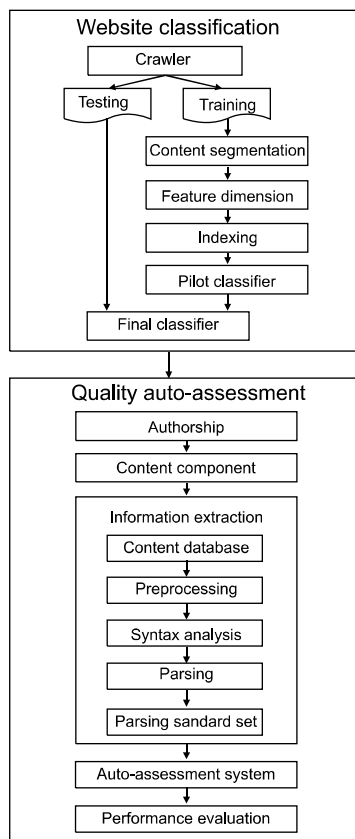 Website classification
Crawler
Testing
Training
Content segmentation
Feature dimension
Indexing
Pilot classifier
Final classifier
Quality auto-assessment
Authorship
Content component
Information extraction
Content database
Preprocessing
Syntax analysis
Parsing
Parsing sandard set
Auto-assessment system
Performance evaluation